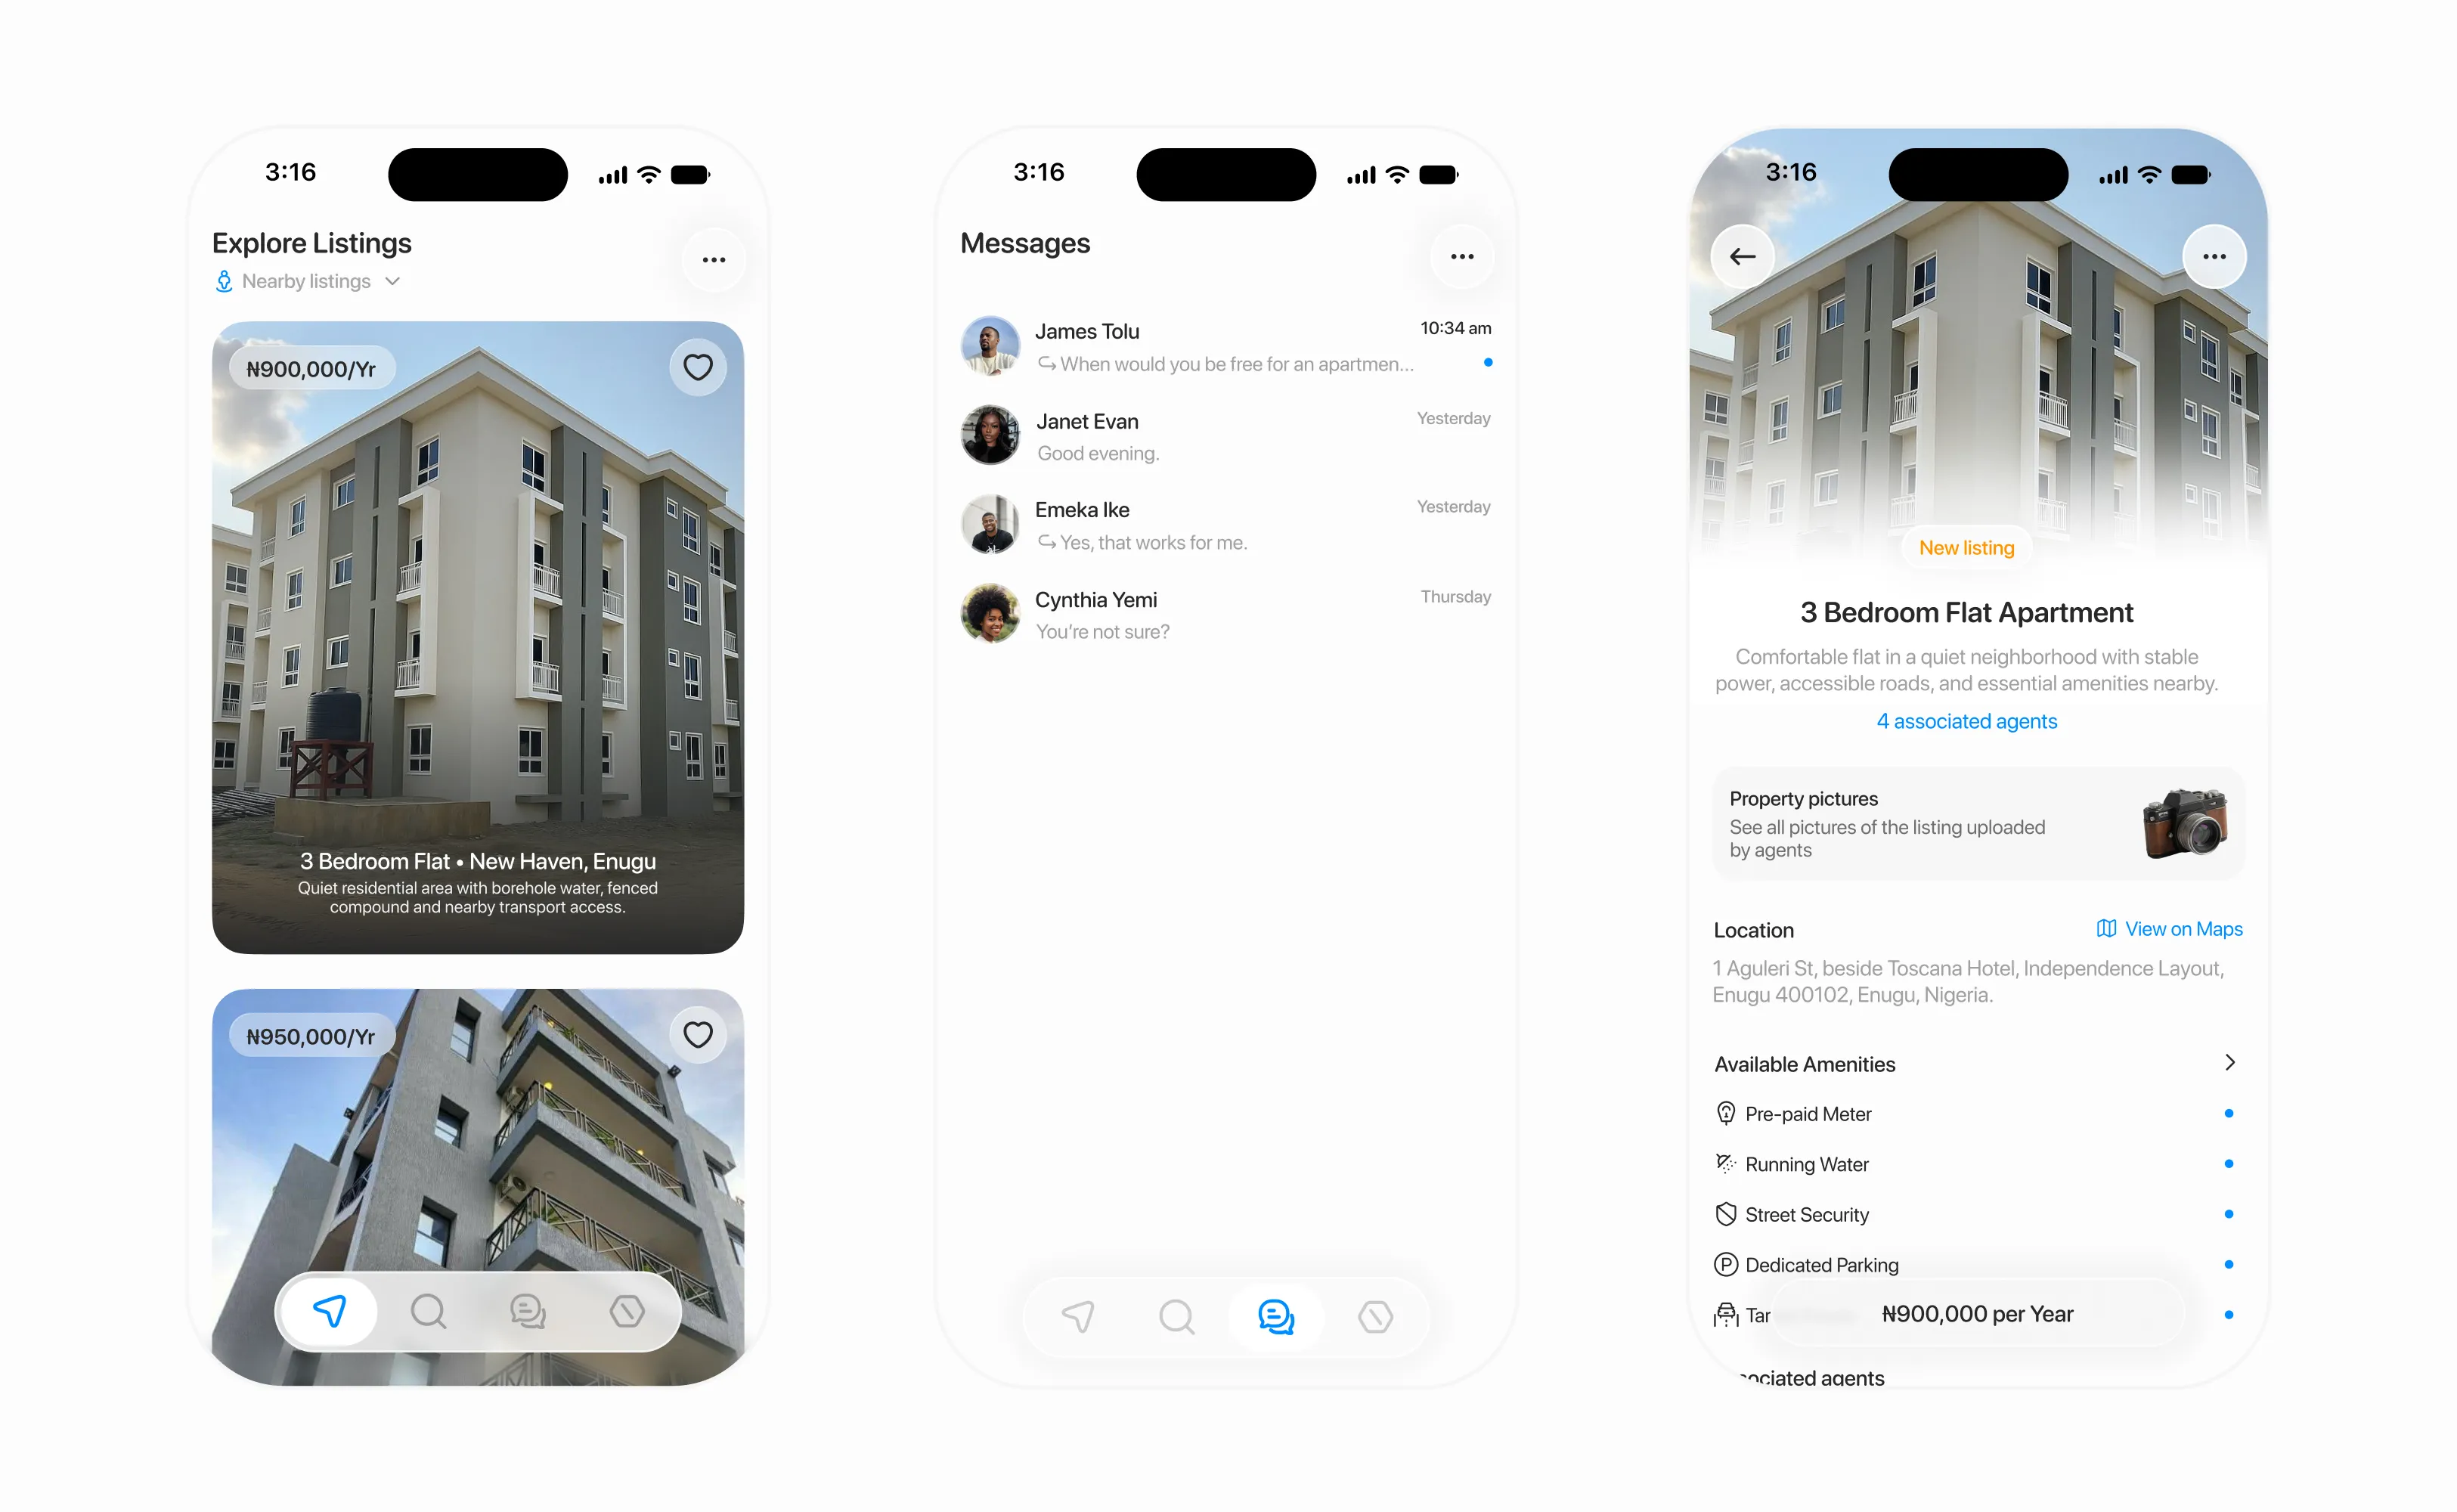 3:16
Explore Listings
Nearby listings
₦900,000/Yr
3 Bedroom Flat • New Haven, Enugu
Quiet residential area with borehole water, fenced
compound and nearby transport access.
₦950,000/Yr
3:16
Messages
James Tolu
10:34 am
When would you be free for an apartmen...
Janet Evan
Yesterday
Good evening.
Emeka Ike
Yesterday
Yes, that works for me.
Cynthia Yemi
Thursday
You’re not sure?
3:16
New listing
3 Bedroom Flat Apartment
Comfortable flat in a quiet neighborhood with stable
power, accessible roads, and essential amenities nearby.
4 associated agents
Property pictures
See all pictures of the listing uploaded
by agents
Location
View on Maps
1 Aguleri St, beside Toscana Hotel, Independence Layout,
Enugu 400102, Enugu, Nigeria.
Available Amenities
Pre-paid Meter
Running Water
Street Security
P Dedicated Parking
Tar
₦900,000 per Year
ociated agents